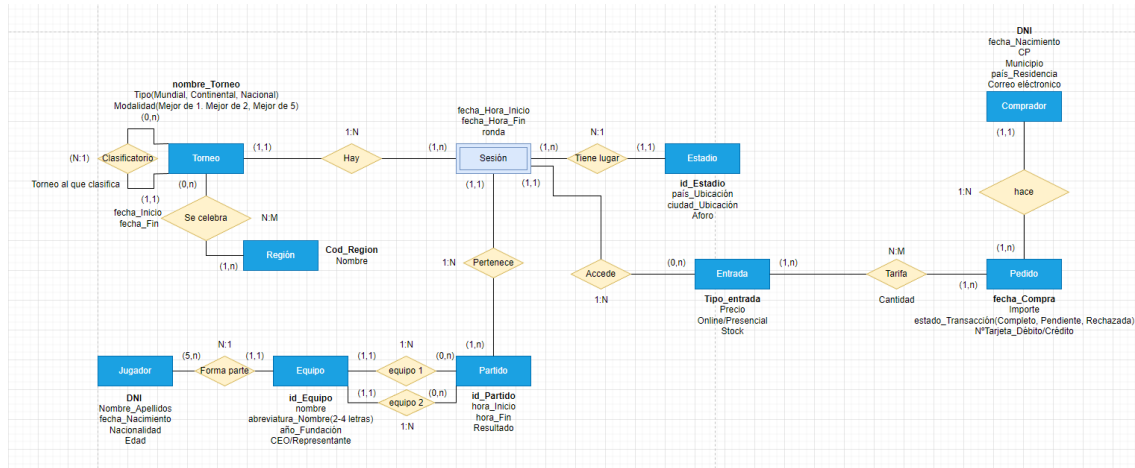 DNI
fecha_Nacimiento
CP
Municipio
país_Residencia
Correo eléctronico
Comprador
(1,1)
1:N
hace
(1,n)
Pedido
fecha_Compra
Importe
estado_Transacción(Completo, Pendiente, Rechazada)
NºTarjeta_Débito/Crédito
nombre_Torneo
Tipo(Mundial, Continental, Nacional)
Modalidad(Mejor de 1. Mejor de 2, Mejor de 5)
(0,n)
(N:1)
Clasificatorio
Torneo
Torneo al que clasifica
(1,1)
(1,1)
1:N
Hay
(1,n)
fecha_Hora_Inicio
fecha_Hora_Fin
ronda
Sesión
(1,n)
N:1
Tiene lugar
(1,1)
Estadio
id_Estadio
país_Ubicación
ciudad_Ubicación
Aforo
(0,n)
fecha_Inicio
fecha_Fin
Se celebra
N:M
(1,n)
Región
Cod_Region
Nombre
(1,1)
(1,1)
1:N
Pertenece
(1,n)
Accede
1:N
(0,n)
Entrada
Tipo_entrada
Precio
Online/Presencial
Stock
(1,n)
N:M
Tarifa
Cantidad
(1,n)
Jugador
DNI
Nombre_Apellidos
fecha_Nacimiento
Nacionalidad
Edad
(5,n)
N:1
Forma parte
(1,1)
Equipo
id_Equipo
nombre
abreviatura_Nombre(2-4 letras)
año_Fundación
CEO/Representante
(1,1)
1:N
equipo 1
(0,n)
(1,1)
equipo 2
(0,n)
1:N
Partido
id_Partido
hora_Inicio
hora_Fin
Resultado